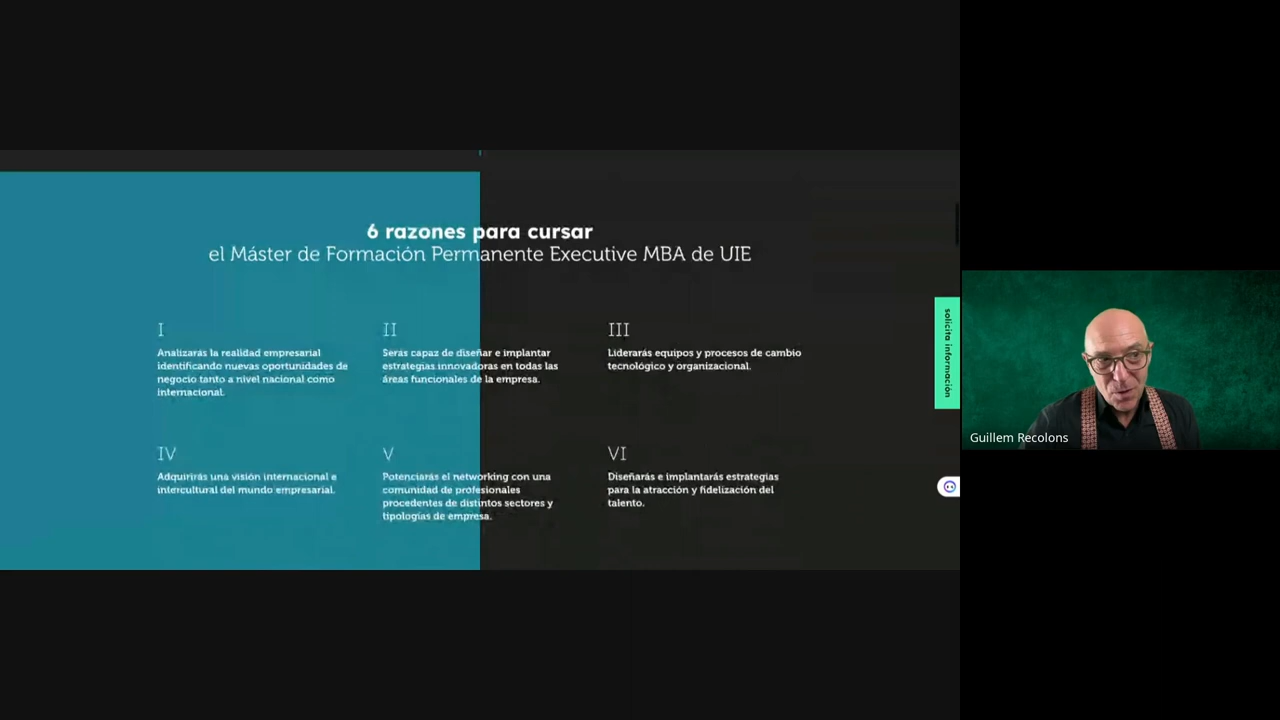 6 razones para cursar
el Máster de Formación Permanente Executive MBA de UIE
I
Analizarás la realidad empresarial
identificando nuevas oportunidades de
negocio tanto a nivel nacional como
internacional.
II
Serás capaz de diseñar e implantar
estrategias innovadoras en todas las
áreas funcionales de la empresa.
III
Liderarás equipos y procesos de cambio
tecnológico y organizacional.
IV
Adquirirás una visión internacional e
intercultural del mundo empresarial.
V
Potenciarás el networking con una
comunidad de profesionales
procedentes de distintos sectores y
tipologías de empresa.
VI
Diseñarás e implantarás estrategias
para la atracción y fidelización del
talento.
solicita información
Guillem Recolons